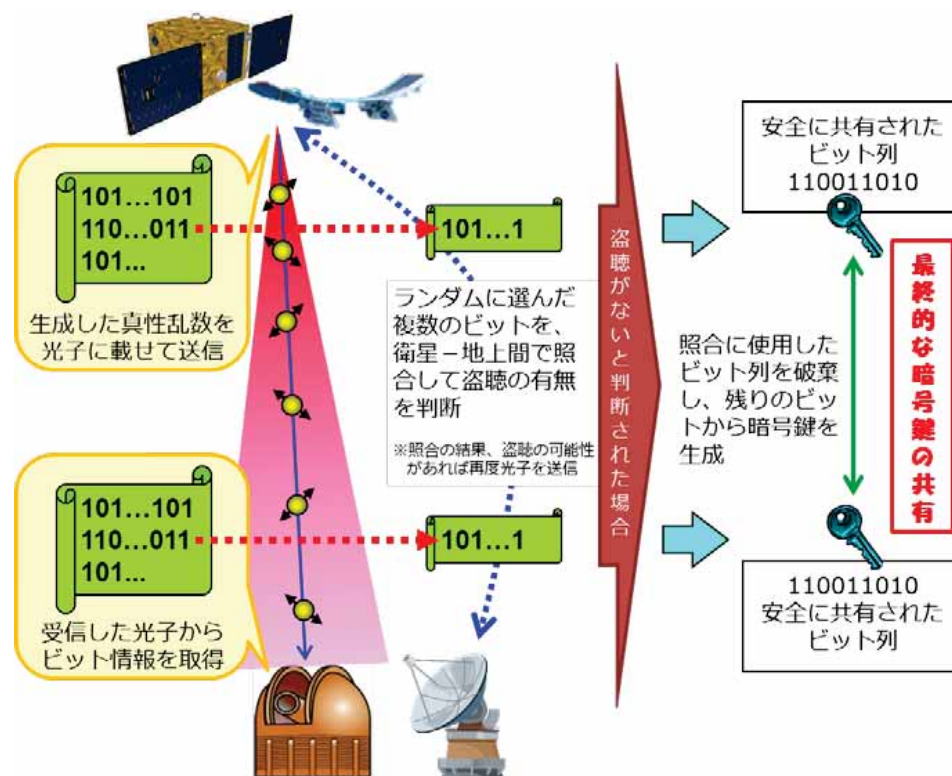 101...101
110...011
101...
生成した真性乱数を
光子に載せて送信
101...1
ランダムに選んだ
複数のビットを、
衛星－地上間で照
合して盗聴の有無
を判断
※照合の結果、盗聴の可能性
があれば再度光子を送信
101...101
110...011
101...
受信した光子から
ビット情報を取得
101...1
盗聴がないと判断された場合
安全に共有された
ビット列
110011010
照合に使用した
ビット列を破棄
し、残りのビッ
トから暗号鍵を
生成
最終的な暗号鍵の共有
110011010
安全に共有された
ビット列